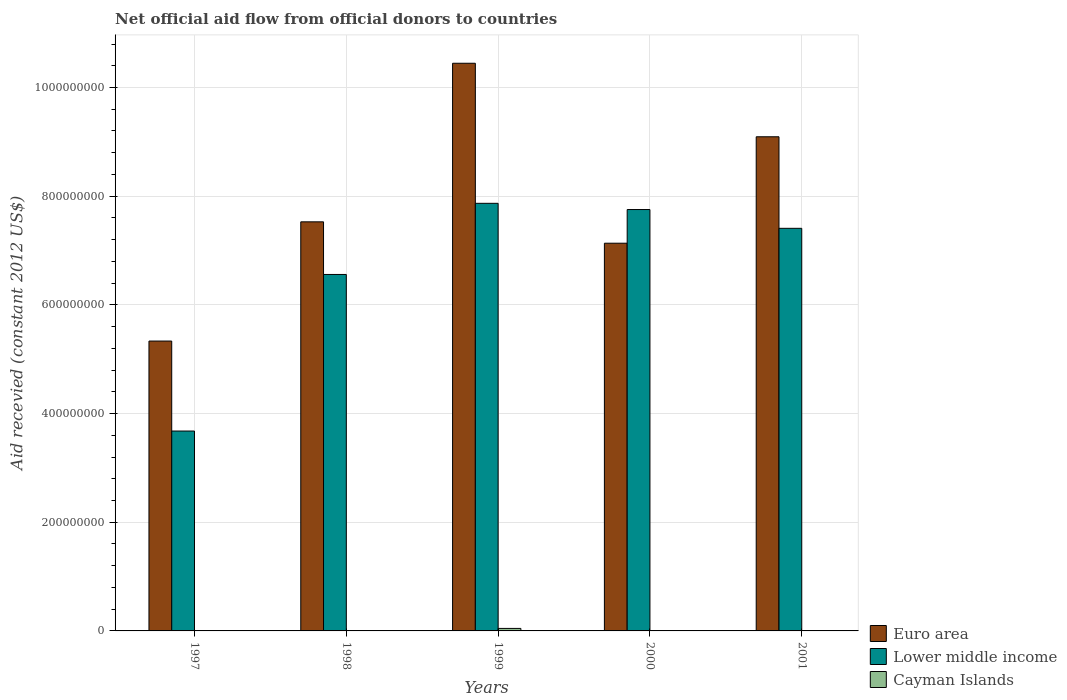 Net official aid flow from official donors to countries
Aid recevied (constant 2012 US$)
1000000000
800000000
600000000
400000000
200000000
0
1997
1998
1999
2000
2001
Years
Euro area
Lower middle income
Cayman Islands